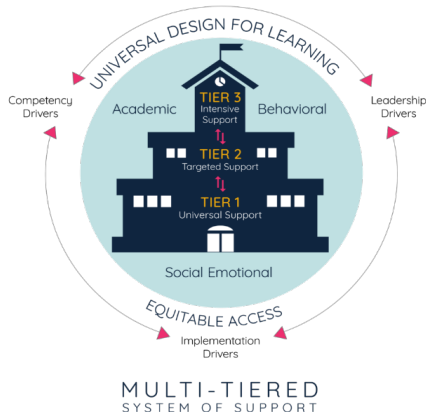 UNIVERSAL DESIGN FOR LEARNING
Competency
Drivers
Leadership
Drivers
Academic
Behavioral
TIER 3
Intensive
Support
TIER 2
Targeted Support
TIER 1
Universal Support
Social Emotional
EQUITABLE ACCESS
Implementation
Drivers
MULTI-TIERED
SYSTEM OF SUPPORT